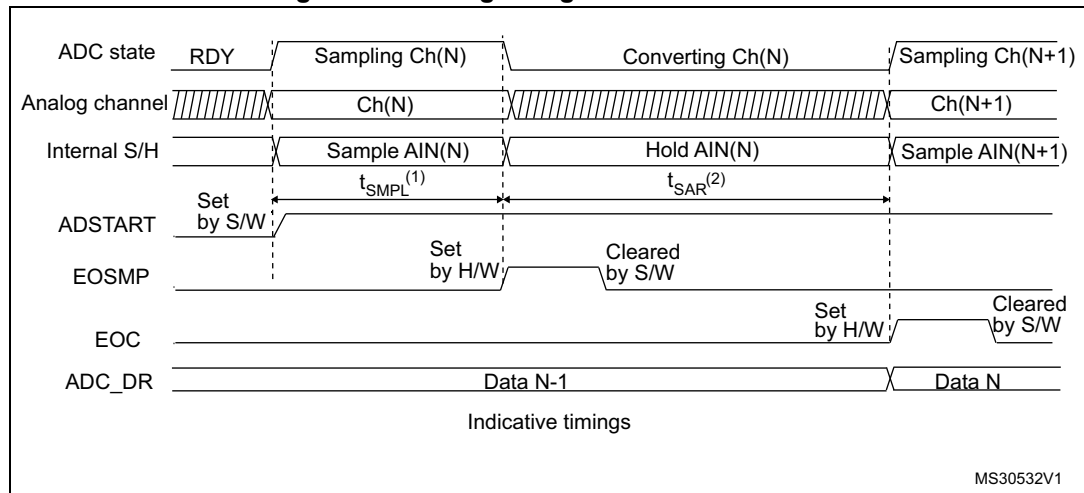 ADC state RDY Sampling Ch(N) Converting Ch(N) Sampling Ch(N+1)
Analog channel Ch(N) Ch(N+1)
Internal S/H Sample AIN(N) Hold AIN(N) Sample AIN(N+1)
tSMPL(1) tSAR(2)
Set
by S/W
ADSTART
Set
by H/W
Cleared
by S/W
EOSMP
Set
by H/W
Cleared
by S/W
EOC
ADC_DR Data N-1 Data N
Indicative timings
MS30532V1